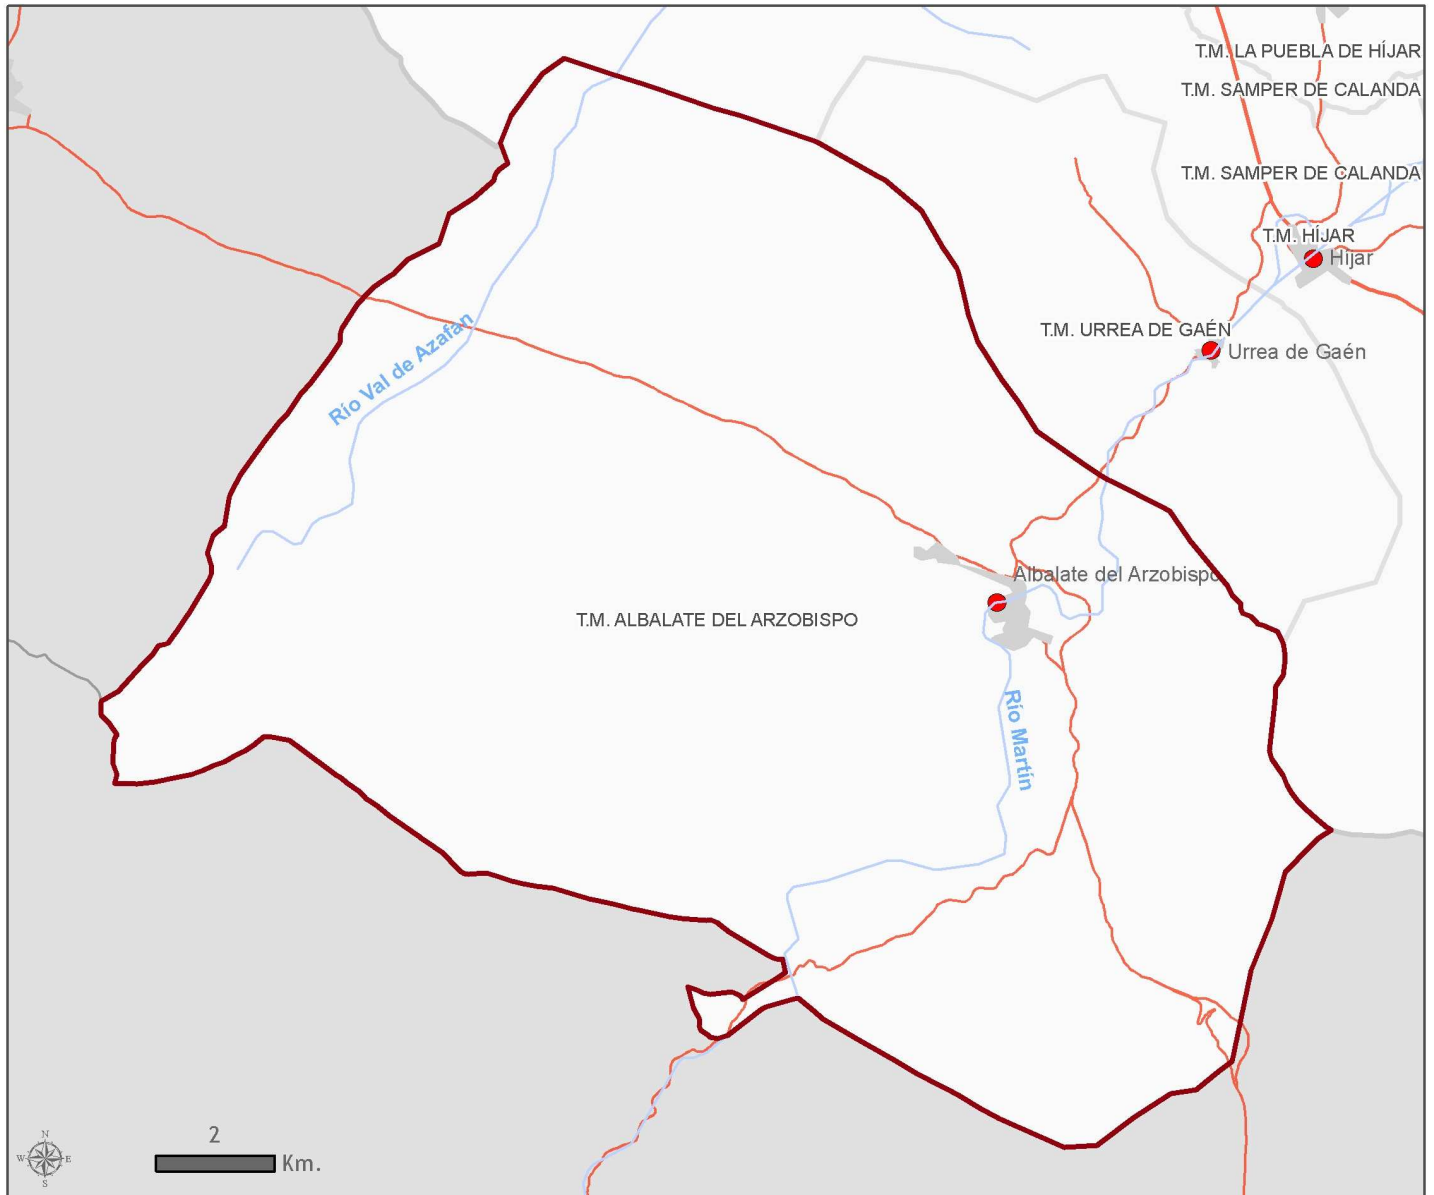 T.M. LA PUEBLA DE HÍJAR
T.M. SAMPER DE CALANDA
T.M. SAMPER DE CALANDA
T.M. HÍJAR
Híjar
T.M. URREA DE GAÉN
Urrea de Gaén
Río Val de Azafan
Albalate del Arzobispo
T.M. ALBALATE DEL ARZOBISPO
Río Martín
N
W E
S
2
Km.